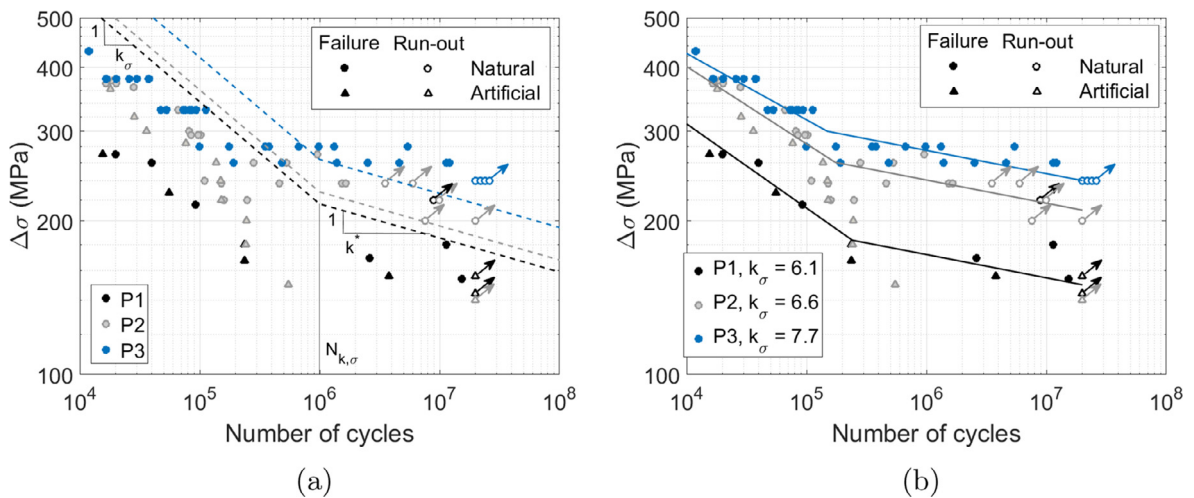 500
400
300
200
100
Δσ (MPa)
1
k_σ
Failure Run-out
Natural
Artificial
1
k*
P1
P2
P3
N_k,σ
10^4 10^5 10^6 10^7 10^8
Number of cycles
(a)
500
400
300
200
100
Δσ (MPa)
Failure Run-out
Natural
Artificial
P1, k_σ = 6.1
P2, k_σ = 6.6
P3, k_σ = 7.7
10^4 10^5 10^6 10^7 10^8
Number of cycles
(b)